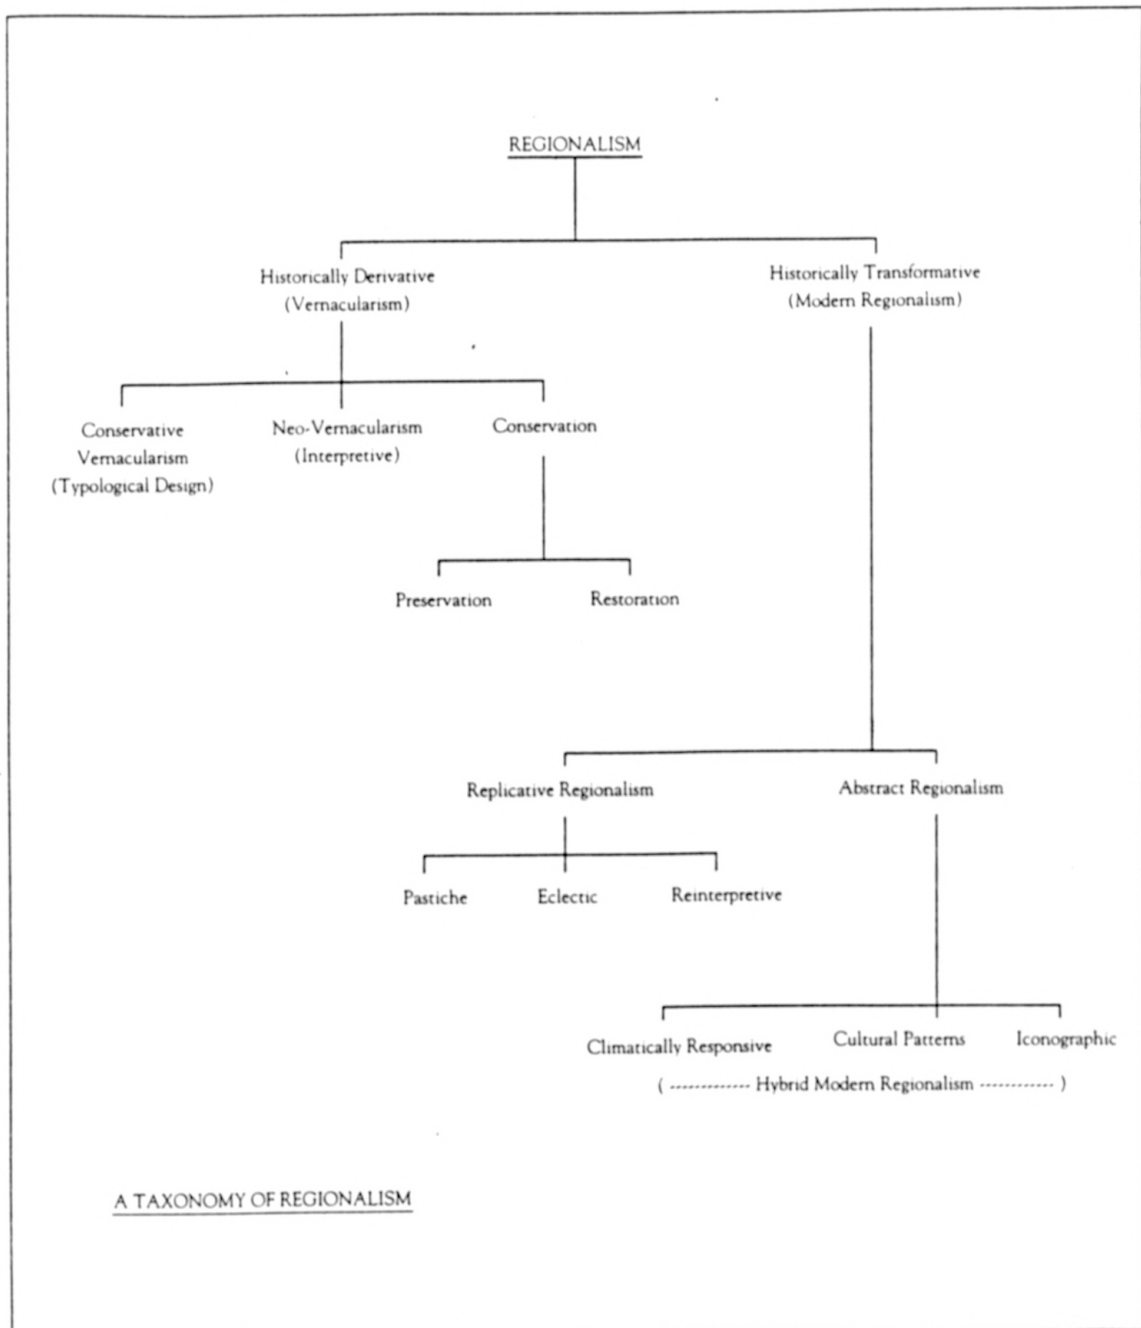 REGIONALISM
Historically Derivative
(Vernacularism)
Historically Transformative
(Modern Regionalism)
Conservative
Vernacularism
(Typological Design)
Neo-Vernacularism
(Interpretive)
Conservation
Preservation
Restoration
Replicative Regionalism
Abstract Regionalism
Pastiche
Eclectic
Reinterpretive
Climatically Responsive
Cultural Patterns
Iconographic
( ------------- Hybrid Modern Regionalism ------------ )
A TAXONOMY OF REGIONALISM